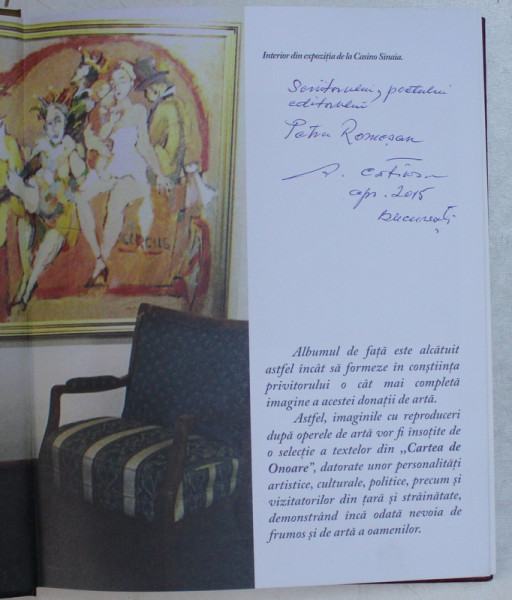 Interior din expoziția de la Casino Sinaia.
Scriitorului, poetului
editorului
Petru Romoșan
apr. 2015
București
CIRCUS
Albumul de față este alcătuit
astfel încât să formeze în conștiința
privitorului o cât mai completă
imagine a acestei donații de artă.
Astfel, imaginile cu reproduceri
după operele de artă vor fi însoțite de
o selecție a textelor din „Cartea de
Onoare”, datorate unor personalități
artistice, culturale, politice, precum și
vizitatorilor din țară și străinătate,
demonstrând încă odată nevoia de
frumos și de artă a oamenilor.